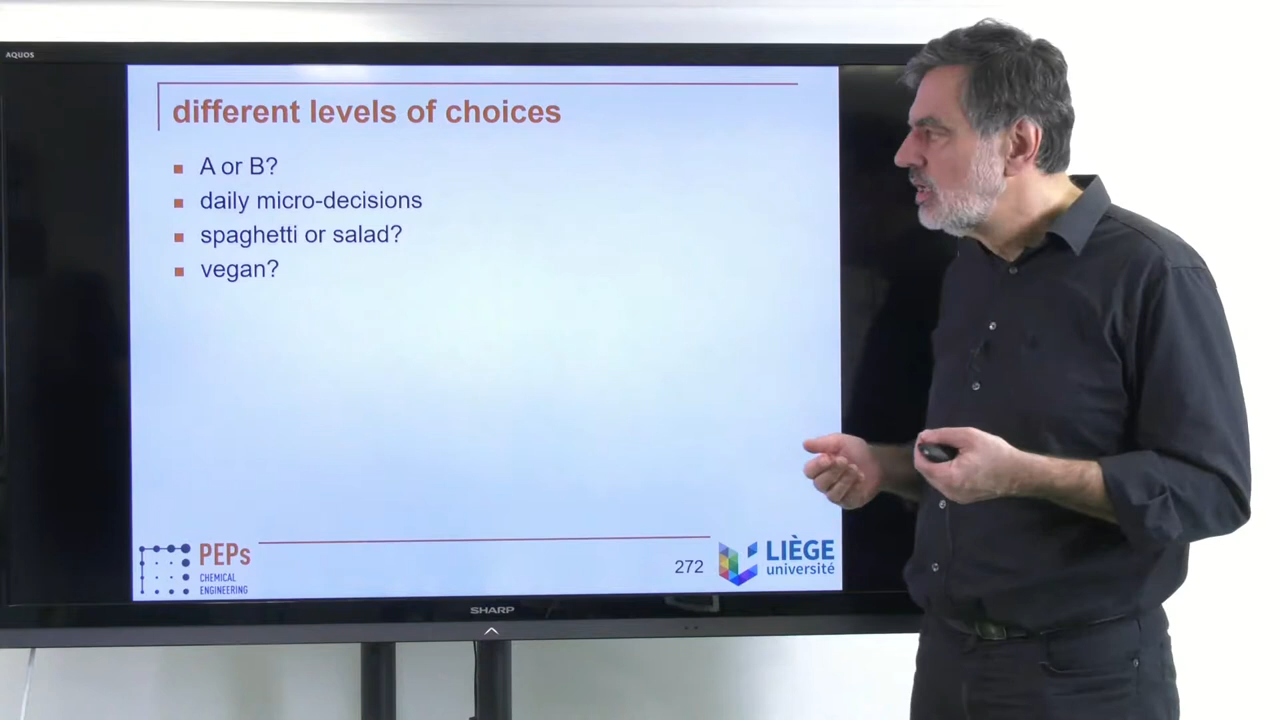 AQUOS
different levels of choices
A or B?
daily micro-decisions
spaghetti or salad?
vegan?
PEPs
CHEMICAL
ENGINEERING
272
LIÈGE
université
SHARP